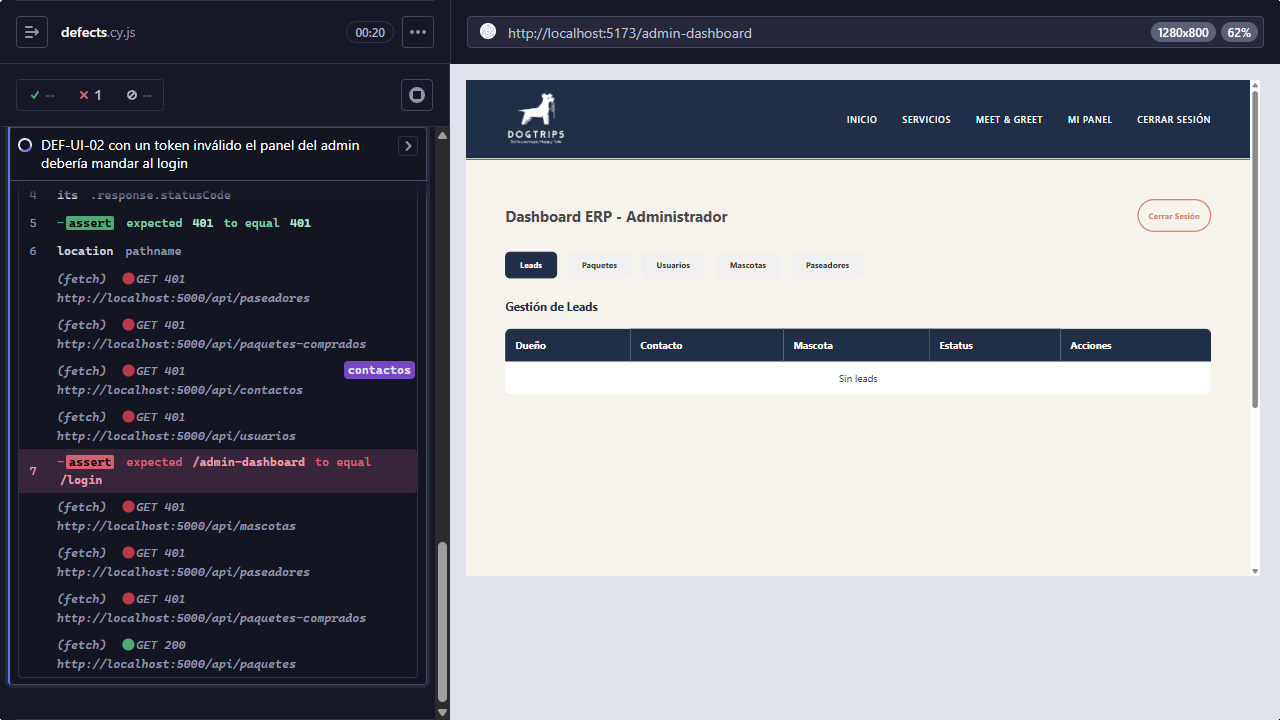 defects.cy.js
00:20
--
1
--
DEF-UI-02 con un token inválido el panel del admin
debería mandar al login
4 its .response.statusCode
5 -assert expected 401 to equal 401
6 location pathname
(fetch) GET 401
http://localhost:5000/api/paseadores
(fetch) GET 401
http://localhost:5000/api/paquetes-comprados
(fetch) GET 401 contactos
http://localhost:5000/api/contactos
(fetch) GET 401
http://localhost:5000/api/usuarios
7 -assert expected /admin-dashboard to equal
/login
(fetch) GET 401
http://localhost:5000/api/mascotas
(fetch) GET 401
http://localhost:5000/api/paseadores
(fetch) GET 401
http://localhost:5000/api/paquetes-comprados
(fetch) GET 200
http://localhost:5000/api/paquetes
http://localhost:5173/admin-dashboard 1280x800 62%
DOGTRIPS
INICIO SERVICIOS MEET & GREET MI PANEL CERRAR SESIÓN
Dashboard ERP - Administrador
Cerrar Sesión
Leads Paquetes Usuarios Mascotas Paseadores
Gestión de Leads
Dueño Contacto Mascota Estatus Acciones
Sin leads